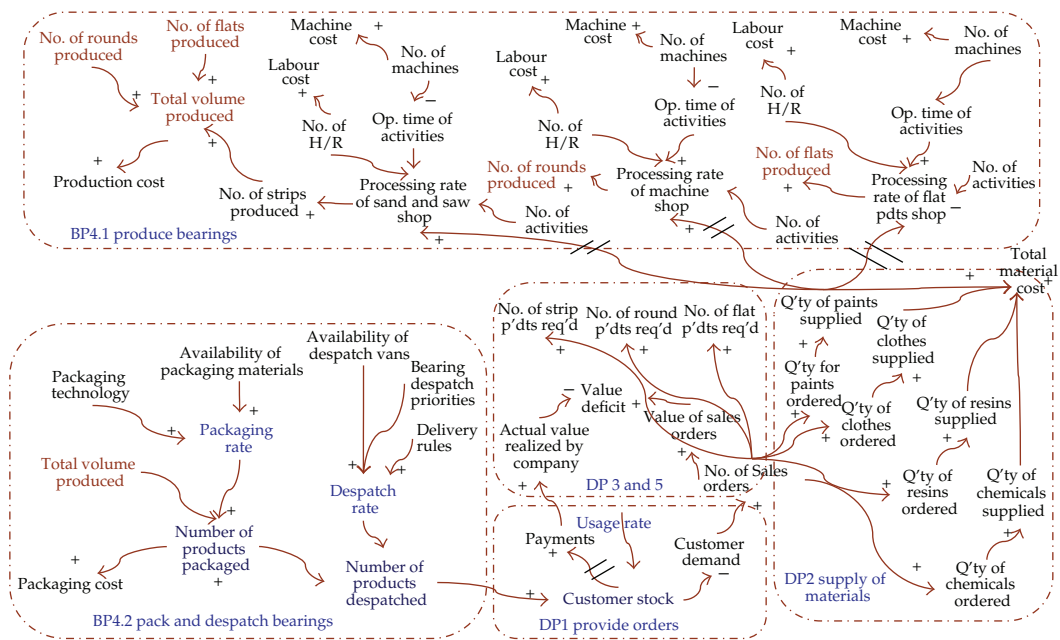 No. of rounds
produced
No. of flats
produced
Total volume
produced
Production cost
No. of strips
produced
BP4.1 produce bearings
Machine
cost
No. of
machines
Labour
cost
No. of
H/R
Op. time of
activities
Processing rate
of sand and saw
shop
No. of
activities
Machine
cost
No. of
machines
Labour
cost
No. of
H/R
Op. time of
activities
No. of rounds
produced
Processing rate
of machine
shop
No. of
activities
Machine
cost
No. of
machines
Labour
cost
No. of
H/R
Op. time of
activities
No. of flats
produced
Processing
rate of flat
pdts shop
No. of
activities
Total
material
cost
Packaging
technology
Availability of
packaging materials
Availability of
despatch vans
Bearing
despatch
priorities
Delivery
rules
Packaging
rate
Total volume
produced
Despatch
rate
Number of
products
packaged
Packaging cost
Number of
products
despatched
BP4.2 pack and despatch bearings
No. of strip
p'dts req'd
No. of round
p'dts req'd
No. of flat
p'dts req'd
Value
deficit
Value of sales
orders
Actual value
realized by
company
No. of Sales
orders
DP 3 and 5
Usage rate
Payments
Customer
demand
Customer stock
DP1 provide orders
Q'ty of paints
supplied
Q'ty of
clothes
supplied
Q'ty for
paints
ordered
Q'ty of
clothes
ordered
Q'ty of resins
supplied
Q'ty of
resins
ordered
Q'ty of
chemicals
supplied
Q'ty of
chemicals
ordered
DP2 supply of
materials